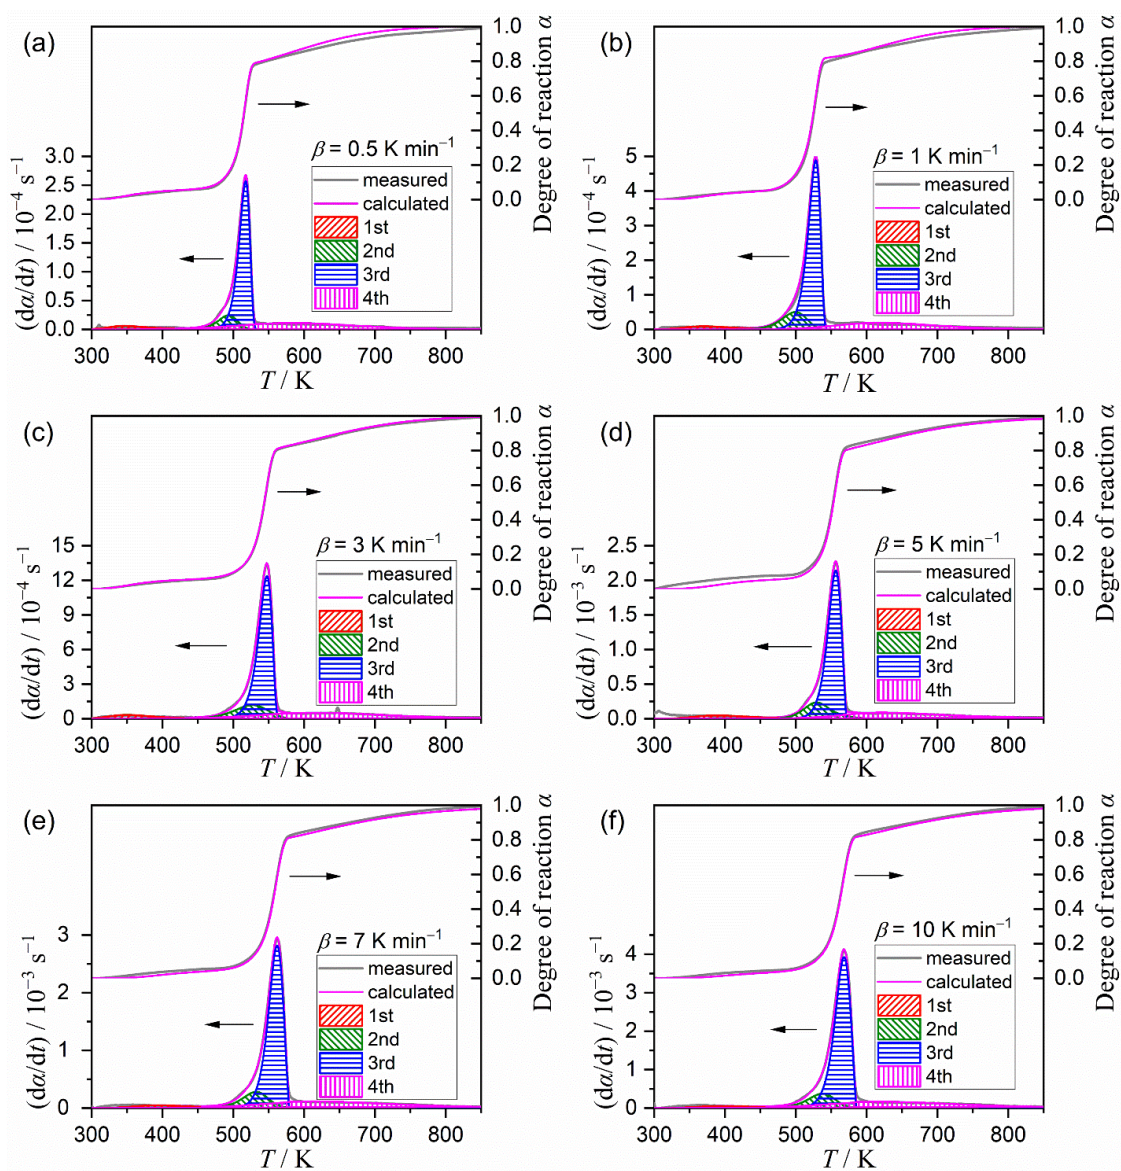 (a)
(dα/dt) / 10⁻⁴ s⁻¹
3.0
2.5
2.0
1.5
1.0
0.5
0.0
300 400 500 600 700 800
T / K
1.0
0.8
0.6
0.4
0.2
0.0
Degree of reaction α
β = 0.5 K min⁻¹
measured
calculated
1st
2nd
3rd
4th
(b)
(dα/dt) / 10⁻⁴ s⁻¹
5
4
3
2
1
0
300 400 500 600 700 800
T / K
1.0
0.8
0.6
0.4
0.2
0.0
Degree of reaction α
β = 1 K min⁻¹
measured
calculated
1st
2nd
3rd
4th
(c)
(dα/dt) / 10⁻⁴ s⁻¹
15
12
9
6
3
0
300 400 500 600 700 800
T / K
1.0
0.8
0.6
0.4
0.2
0.0
Degree of reaction α
β = 3 K min⁻¹
measured
calculated
1st
2nd
3rd
4th
(d)
(dα/dt) / 10⁻³ s⁻¹
2.5
2.0
1.5
1.0
0.5
0.0
300 400 500 600 700 800
T / K
1.0
0.8
0.6
0.4
0.2
0.0
Degree of reaction α
β = 5 K min⁻¹
measured
calculated
1st
2nd
3rd
4th
(e)
(dα/dt) / 10⁻³ s⁻¹
3
2
1
0
300 400 500 600 700 800
T / K
1.0
0.8
0.6
0.4
0.2
0.0
Degree of reaction α
β = 7 K min⁻¹
measured
calculated
1st
2nd
3rd
4th
(f)
(dα/dt) / 10⁻³ s⁻¹
4
3
2
1
0
300 400 500 600 700 800
T / K
1.0
0.8
0.6
0.4
0.2
0.0
Degree of reaction α
β = 10 K min⁻¹
measured
calculated
1st
2nd
3rd
4th